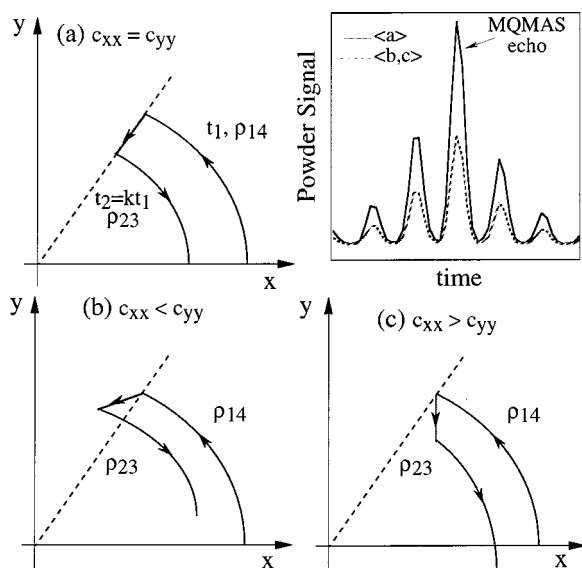 y
(a) c_xx = c_yy
t_1, ρ_14
t_2=kt_1
ρ_23
x
<a>
<b,c>
MQMAS
echo
Powder Signal
time
y
(b) c_xx < c_yy
ρ_14
ρ_23
x
y
(c) c_xx > c_yy
ρ_14
ρ_23
x